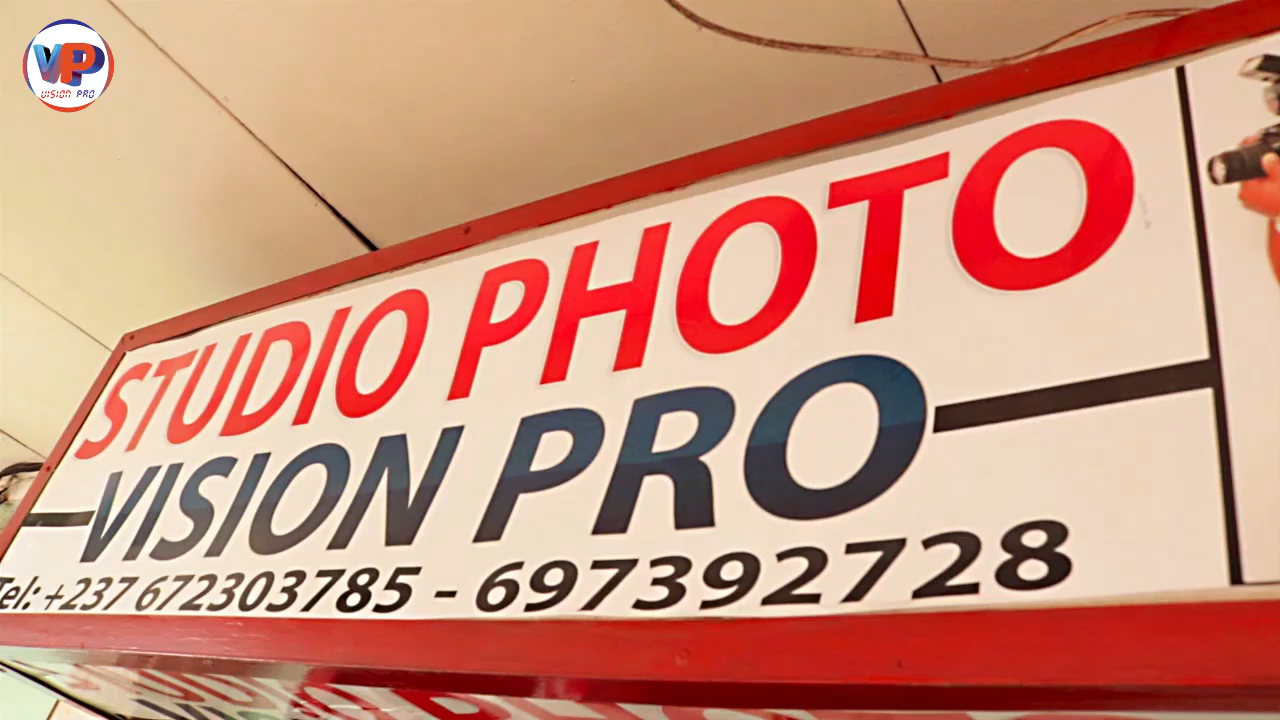 VP
VISION PRO
STUDIO PHOTO
VISION PRO
Tel: +237 672303785 - 697392728